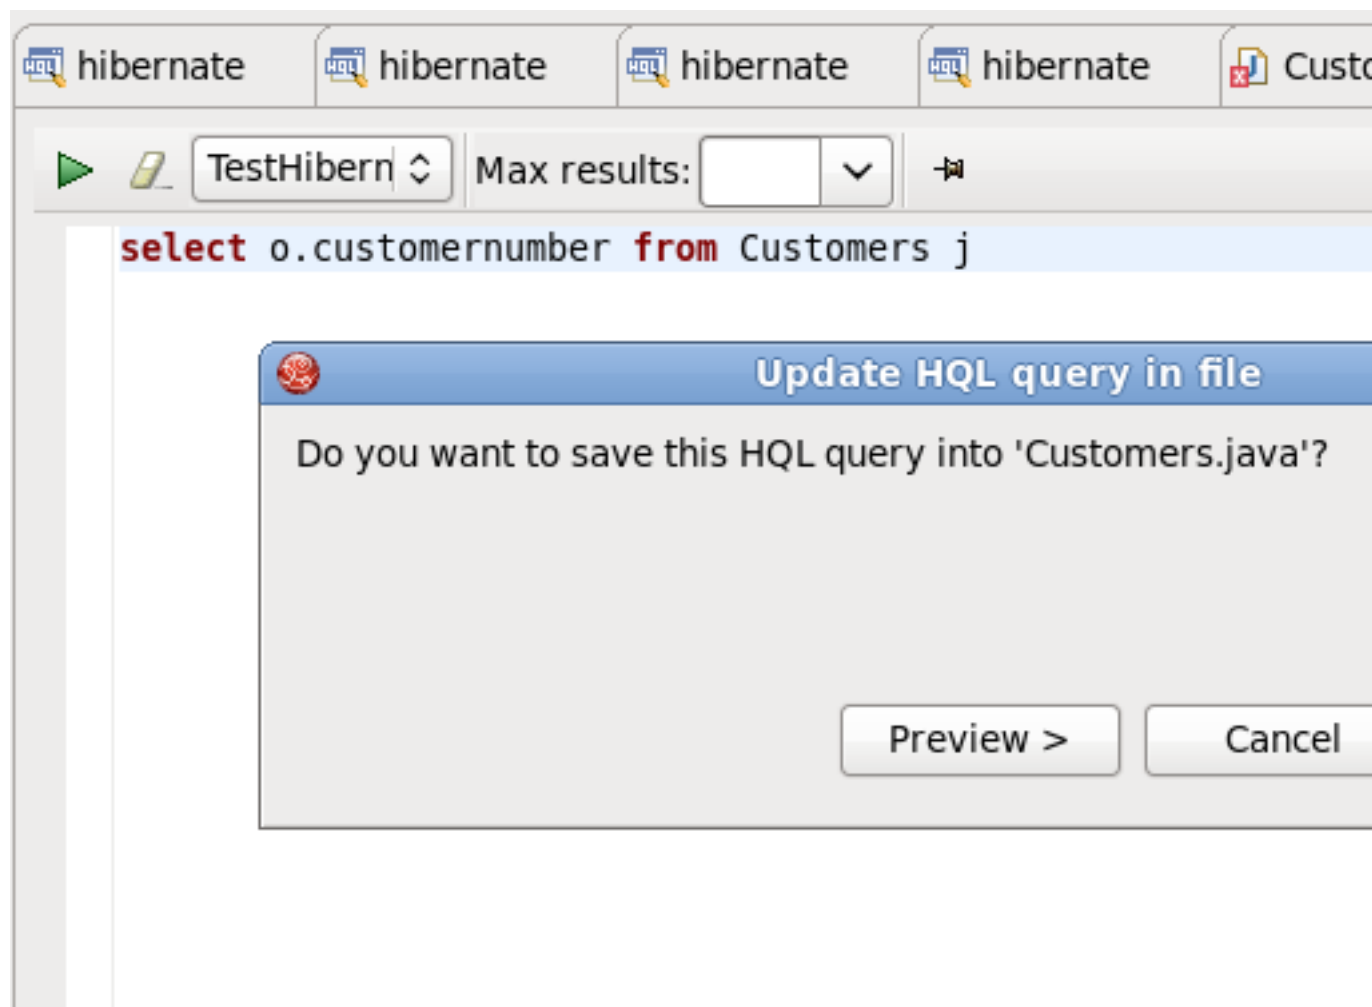 hibernate hibernate hibernate hibernate Custo
TestHibern Max results:
select o.customernumber from Customers j
Update HQL query in file
Do you want to save this HQL query into 'Customers.java'?
Preview > Cancel